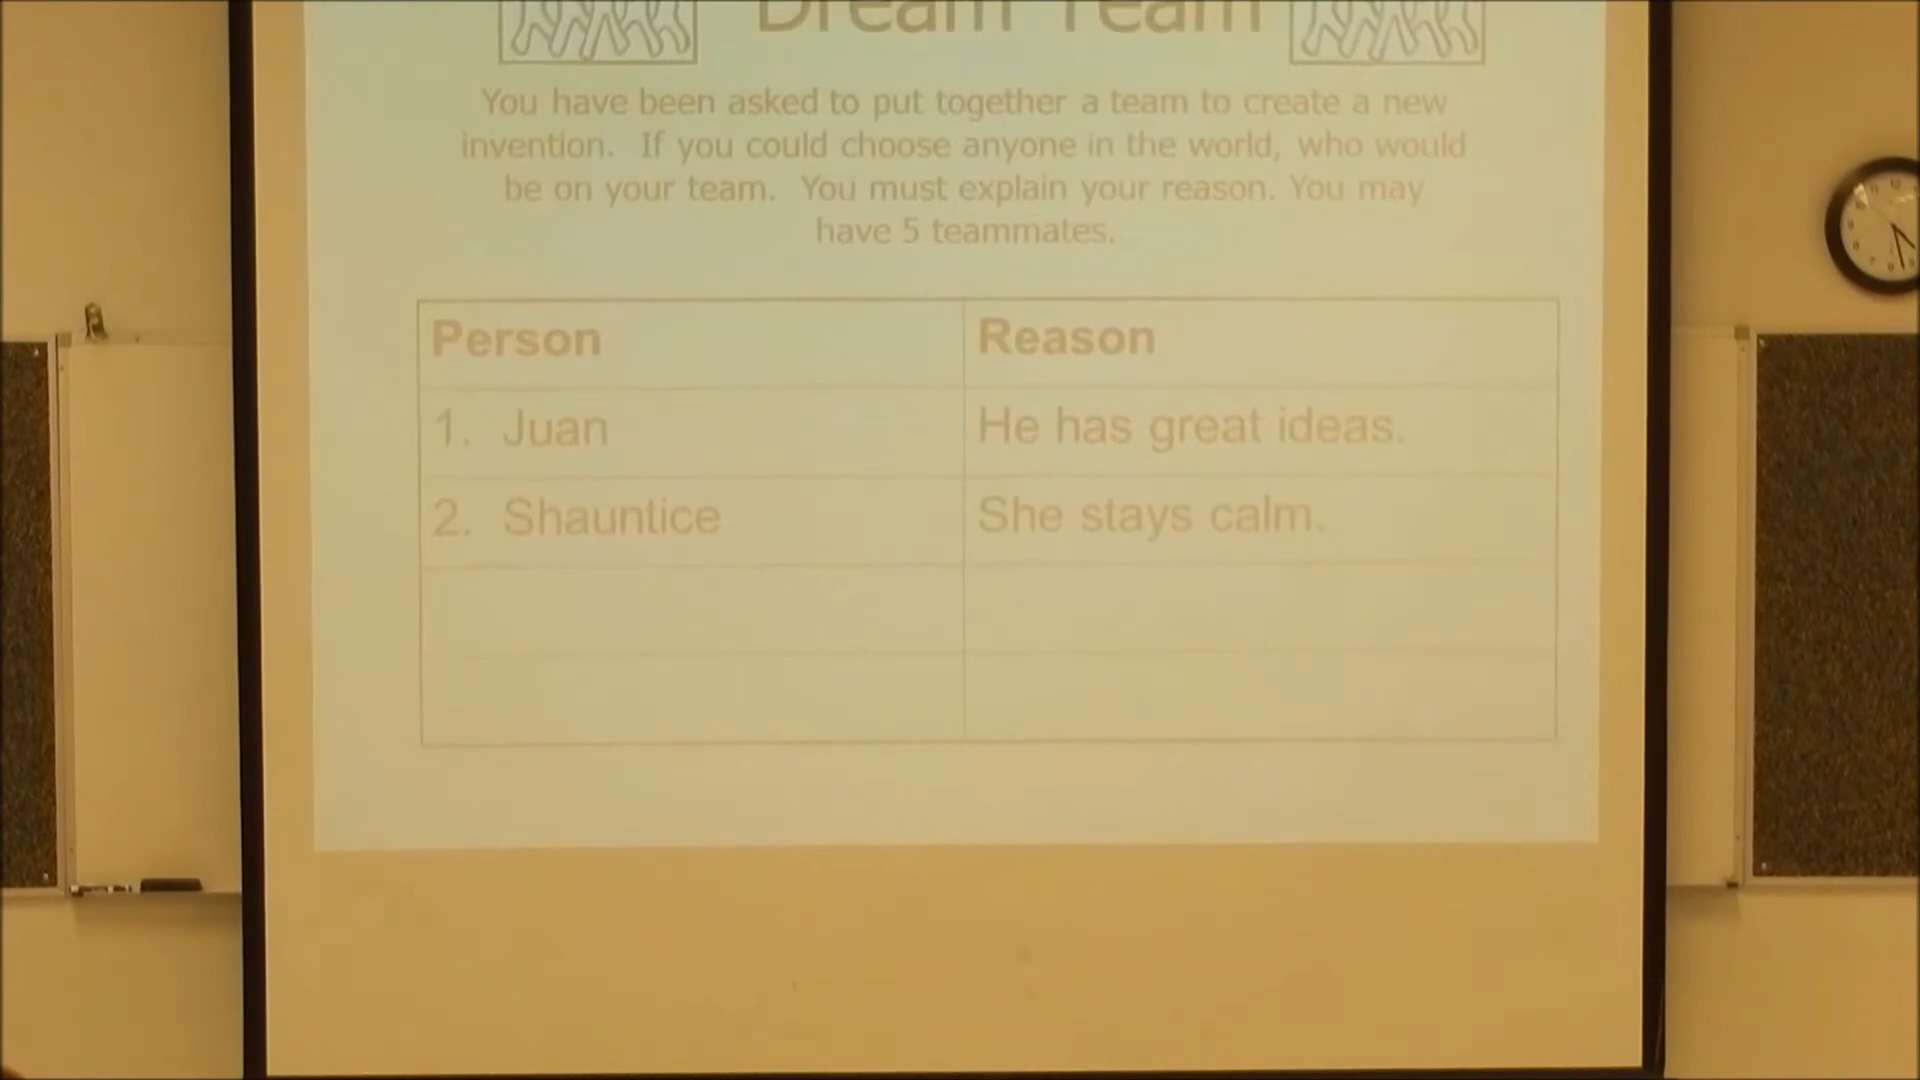 Dream Team
You have been asked to put together a team to create a new
invention. If you could choose anyone in the world, who would
be on your team. You must explain your reason. You may
have 5 teammates.
Person Reason
1. Juan He has great ideas.
2. Shauntice She stays calm.